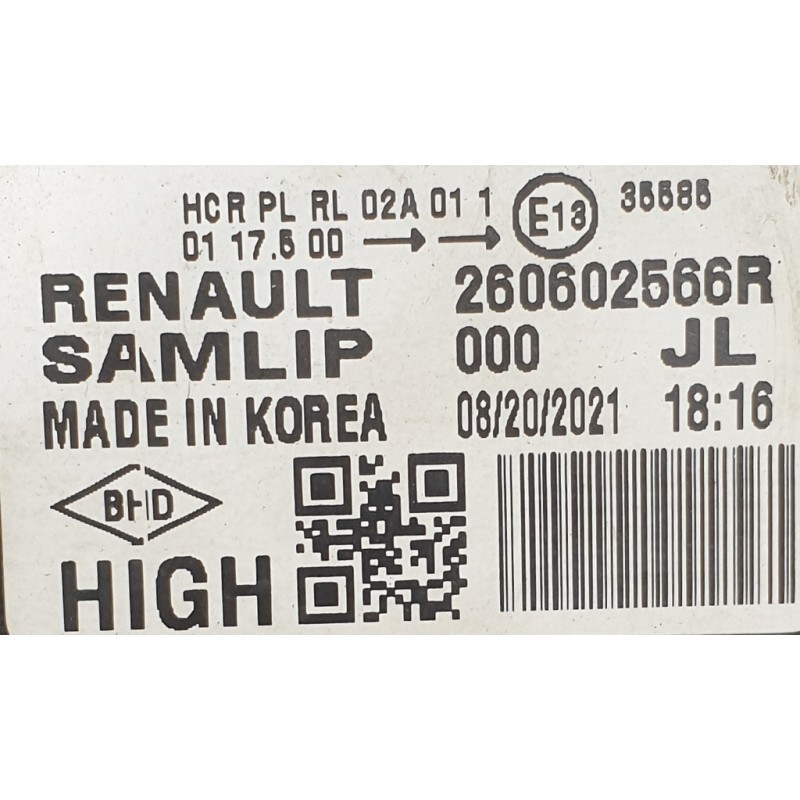 HCR PL RL 02A 01 1 E13 35585
01 17.5 00 → →
RENAULT 260602566R
SAMLIP 000 JL
MADE IN KOREA 08/20/2021 18:16
BHD
HIGH